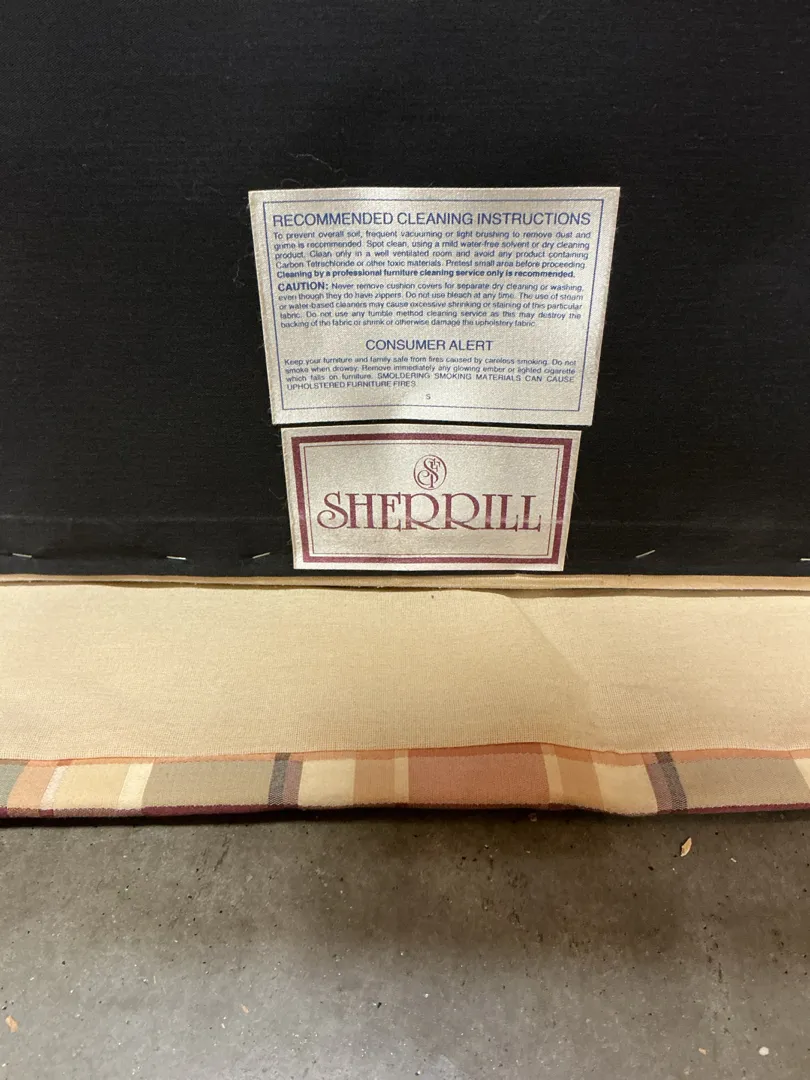 RECOMMENDED CLEANING INSTRUCTIONS
To prevent overall soil, frequent vacuuming or light brushing to remove dust and
grime is recommended. Spot clean, using a mild water-free solvent or dry cleaning
product. Clean only in a well ventilated room and avoid any product containing
Carbon Tetrachloride or other toxic materials. Pretest small area before proceeding.
Cleaning by a professional furniture cleaning service only is recommended.
CAUTION: Never remove cushion covers for separate dry cleaning or washing,
even though they do have zippers. Do not use bleach at any time. The use of steam
or water-based cleaners may cause excessive shrinking or staining of this particular
fabric. Do not use any tumble method cleaning service as this may destroy the
backing of the fabric or shrink or otherwise damage the upholstery fabric.
CONSUMER ALERT
Keep your furniture and family safe from fires caused by careless smoking. Do not
smoke when drowsy. Remove immediately any glowing ember or lighted cigarette
which falls on furniture. SMOLDERING SMOKING MATERIALS CAN CAUSE
UPHOLSTERED FURNITURE FIRES.
S
SHERRILL